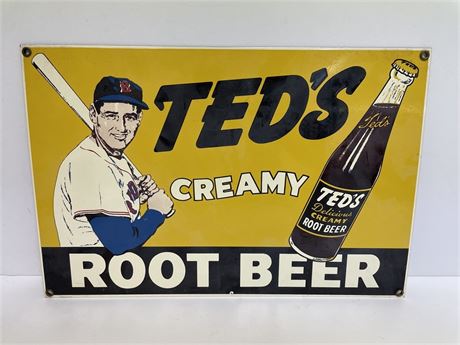 TED'S
CREAMY
ROOT BEER
Ted's
TED'S
Delicious
CREAMY
ROOT BEER